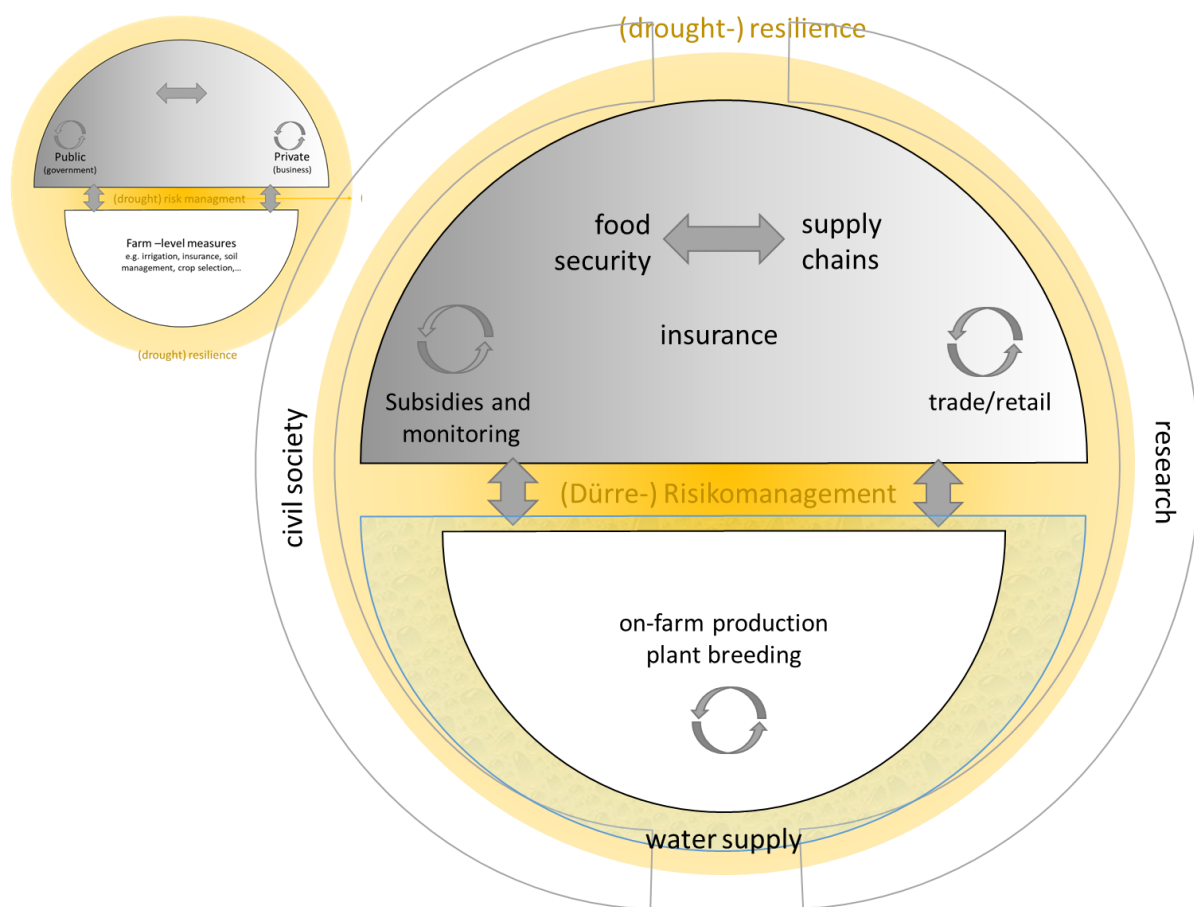 (drought-) resilience
Public
(government)
Private
(business)
(drought) risk managment
Farm –level measures
e.g. irrigation, insurance, soil
management, crop selection,...
(drought) resilience
food
security
supply
chains
insurance
Subsidies and
monitoring
trade/retail
civil society
research
(Dürre-) Risikomanagement
on-farm production
plant breeding
water supply